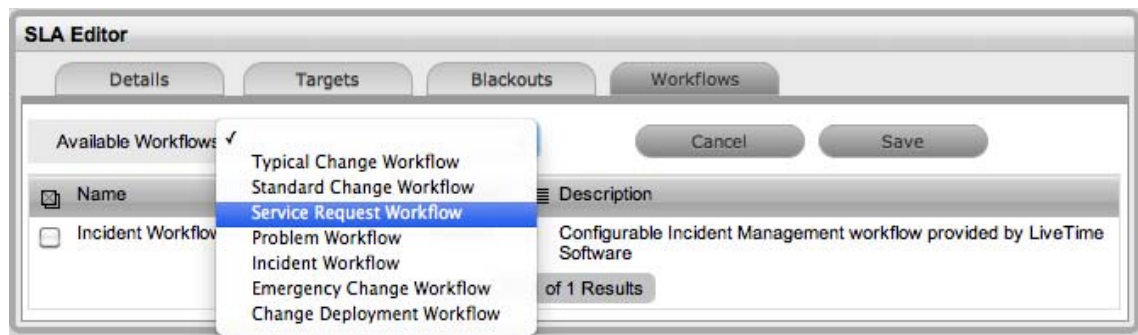 SLA Editor
Details Targets Blackouts Workflows
Available Workflows ✓ Cancel Save
Typical Change Workflow
Standard Change Workflow
Service Request Workflow
Problem Workflow
Incident Workflow
Emergency Change Workflow
Change Deployment Workflow
Name Description
Incident Workflow Configurable Incident Management workflow provided by LiveTime
Software
of 1 Results